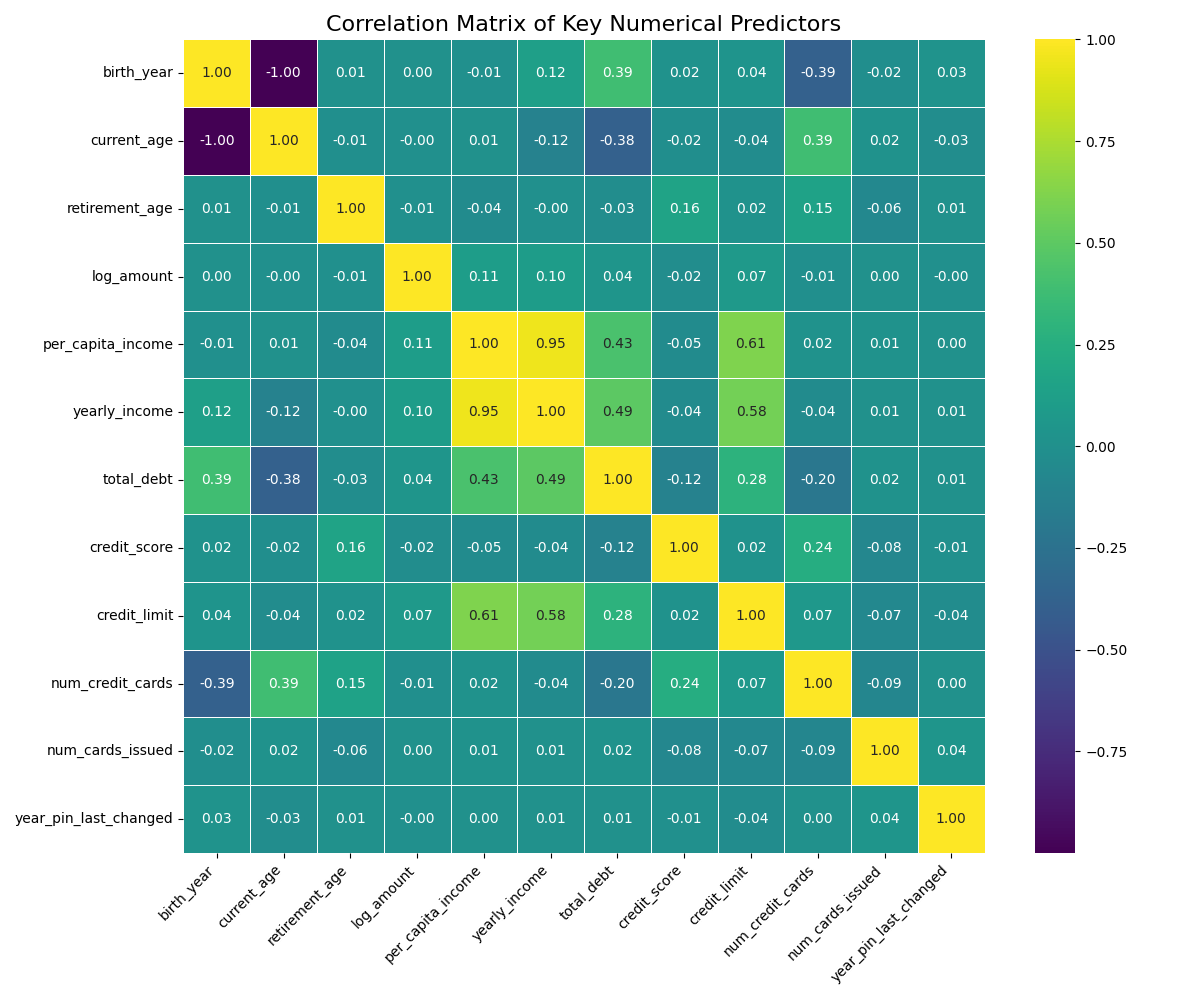 Correlation Matrix of Key Numerical Predictors
birth_year 1.00 -1.00 0.01 0.00 -0.01 0.12 0.39 0.02 0.04 -0.39 -0.02 0.03
current_age -1.00 1.00 -0.01 -0.00 0.01 -0.12 -0.38 -0.02 -0.04 0.39 0.02 -0.03
retirement_age 0.01 -0.01 1.00 -0.01 -0.04 -0.00 -0.03 0.16 0.02 0.15 -0.06 0.01
log_amount 0.00 -0.00 -0.01 1.00 0.11 0.10 0.04 -0.02 0.07 -0.01 0.00 -0.00
per_capita_income -0.01 0.01 -0.04 0.11 1.00 0.95 0.43 -0.05 0.61 0.02 0.01 0.00
yearly_income 0.12 -0.12 -0.00 0.10 0.95 1.00 0.49 -0.04 0.58 -0.04 0.01 0.01
total_debt 0.39 -0.38 -0.03 0.04 0.43 0.49 1.00 -0.12 0.28 -0.20 0.02 0.01
credit_score 0.02 -0.02 0.16 -0.02 -0.05 -0.04 -0.12 1.00 0.02 0.24 -0.08 -0.01
credit_limit 0.04 -0.04 0.02 0.07 0.61 0.58 0.28 0.02 1.00 0.07 -0.07 -0.04
num_credit_cards -0.39 0.39 0.15 -0.01 0.02 -0.04 -0.20 0.24 0.07 1.00 -0.09 0.00
num_cards_issued -0.02 0.02 -0.06 0.00 0.01 0.01 0.02 -0.08 -0.07 -0.09 1.00 0.04
year_pin_last_changed 0.03 -0.03 0.01 -0.00 0.00 0.01 0.01 -0.01 -0.04 0.00 0.04 1.00
birth_year
current_age
retirement_age
log_amount
per_capita_income
yearly_income
total_debt
credit_score
credit_limit
num_credit_cards
num_cards_issued
year_pin_last_changed
1.00
0.75
0.50
0.25
0.00
−0.25
−0.50
−0.75